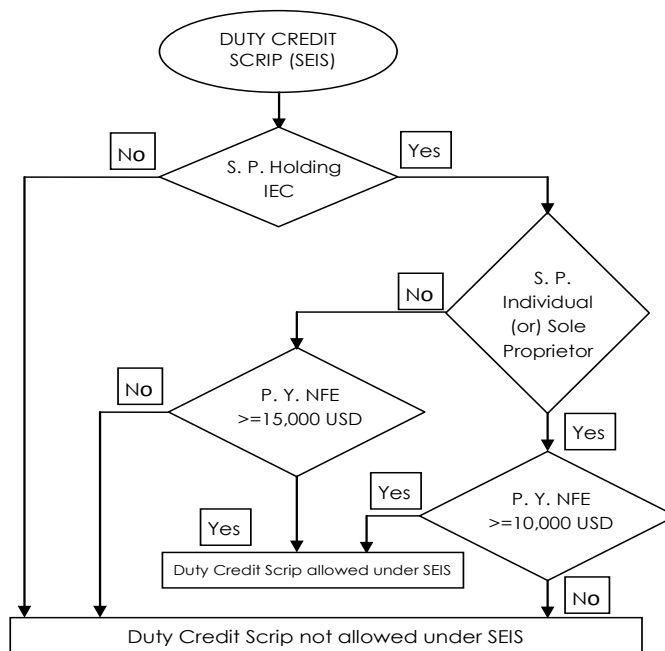 DUTY CREDIT
SCRIP (SEIS)
No
Yes
S. P. Holding
IEC
No
S. P.
Individual
(or) Sole
Proprietor
No
P. Y. NFE
>=15,000 USD
Yes
Yes
P. Y. NFE
>=10,000 USD
Yes
Duty Credit Scrip allowed under SEIS
No
Duty Credit Scrip not allowed under SEIS